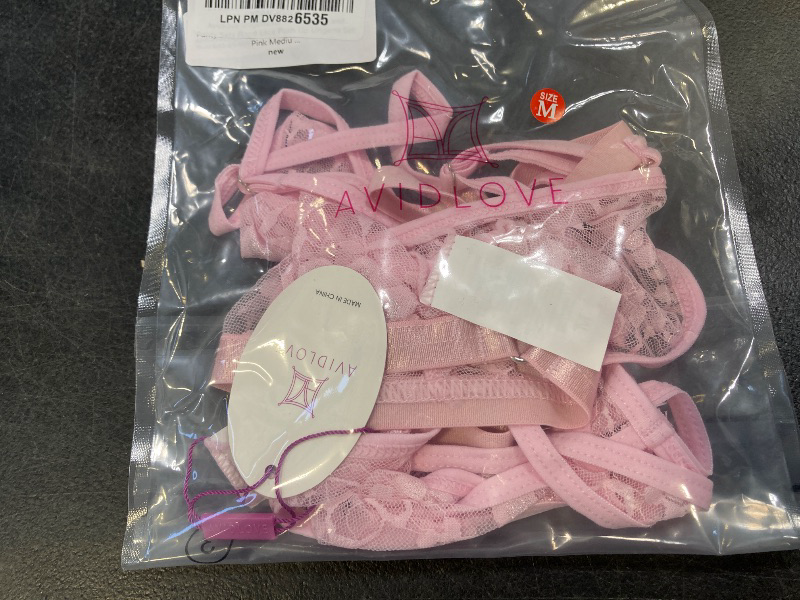 LPN PM DV8826535
Pink Mediu...
new
SIZE
M
AVIDLOVE
MADE IN CHINA
AVIDLOVE